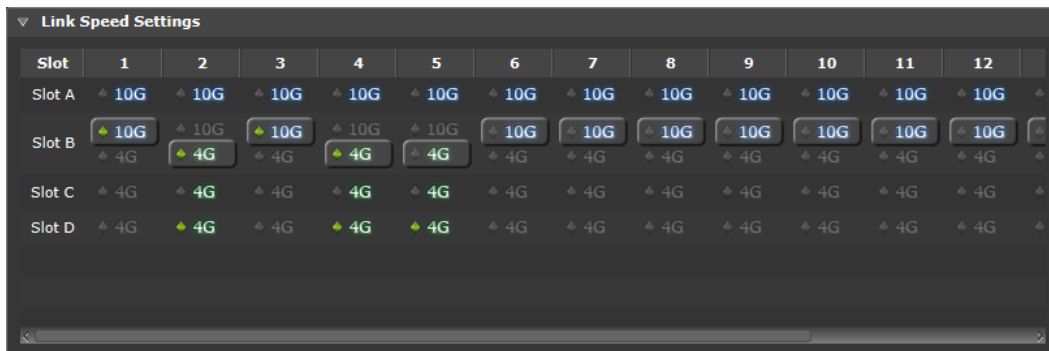 Link Speed Settings
Slot 1 2 3 4 5 6 7 8 9 10 11 12
Slot A 10G 10G 10G 10G 10G 10G 10G 10G 10G 10G 10G 10G
10G 10G 10G 10G 10G 10G 10G 10G 10G 10G 10G 10G
Slot B
4G 4G 4G 4G 4G 4G 4G 4G 4G 4G 4G 4G
Slot C 4G 4G 4G 4G 4G 4G 4G 4G 4G 4G 4G 4G
Slot D 4G 4G 4G 4G 4G 4G 4G 4G 4G 4G 4G 4G